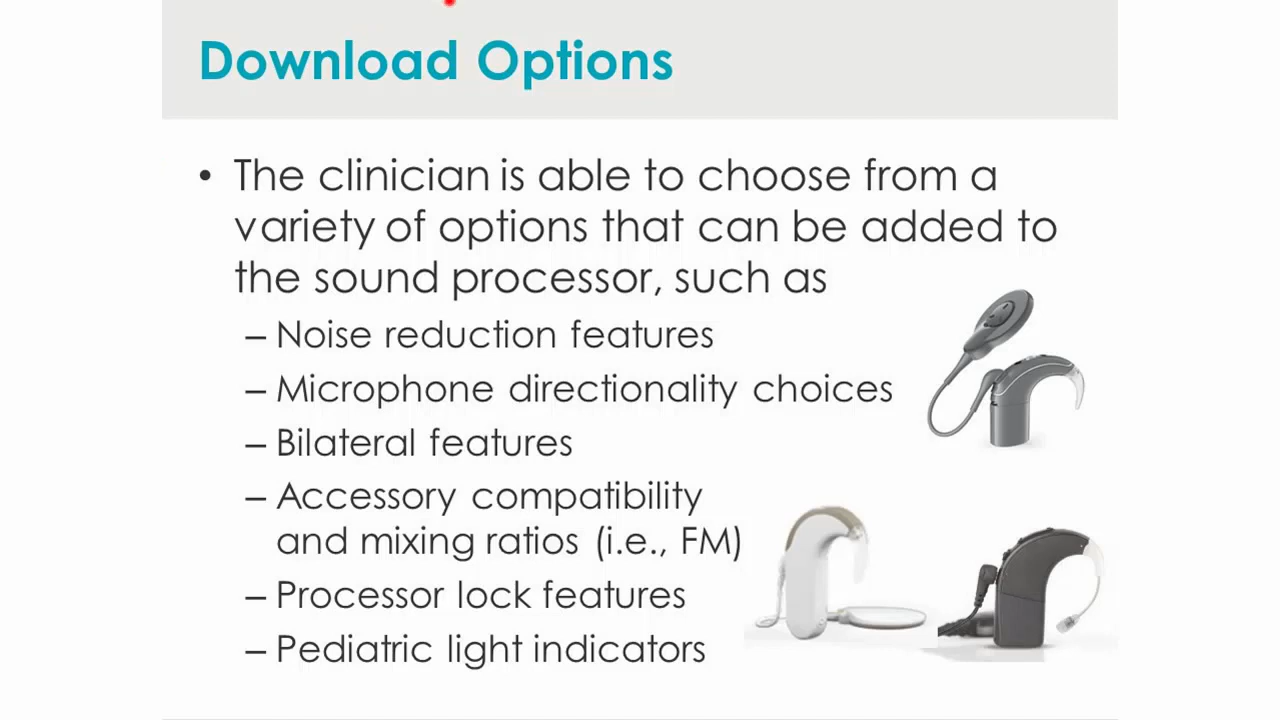 Download Options
• The clinician is able to choose from a
variety of options that can be added to
the sound processor, such as
– Noise reduction features
– Microphone directionality choices
– Bilateral features
– Accessory compatibility
and mixing ratios (i.e., FM)
– Processor lock features
– Pediatric light indicators